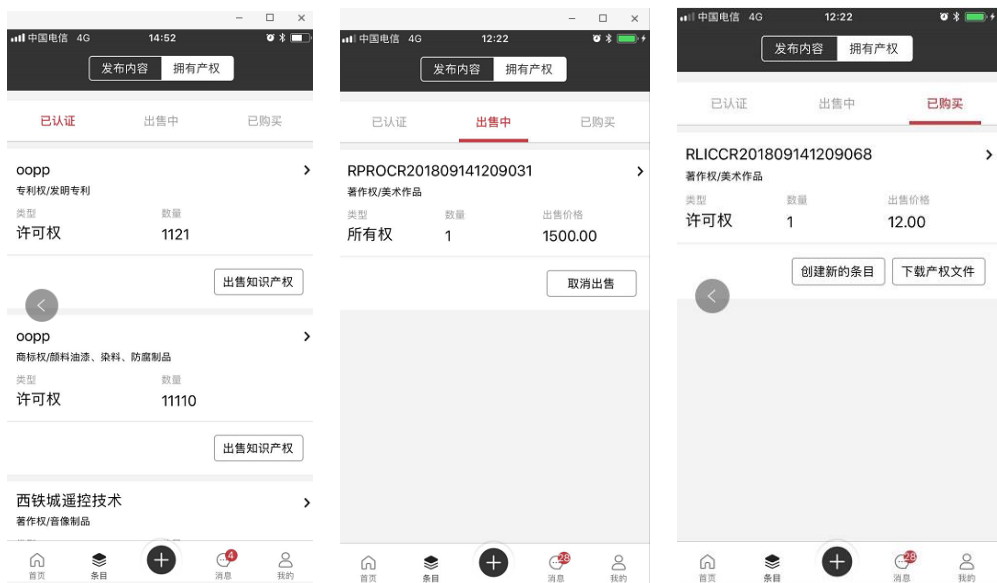 中国电信 4G 14:52
发布内容 拥有产权
已认证 出售中 已购买
oopp
专利权/发明专利
类型 数量
许可权 1121
出售知识产权
oopp
商标权/颜料油漆、染料、防腐制品
类型 数量
许可权 11110
出售知识产权
西铁城遥控技术
著作权/音像制品
4
首页 条目 消息 我的
中国电信 4G 12:22
发布内容 拥有产权
已认证 出售中 已购买
RPROCR201809141209031
著作权/美术作品
类型 数量 出售价格
所有权 1 1500.00
取消出售
28
首页 条目 消息 我的
中国电信 4G 12:22
发布内容 拥有产权
已认证 出售中 已购买
RLICCR201809141209068
著作权/美术作品
类型 数量 出售价格
许可权 1 12.00
创建新的条目 下载产权文件
28
首页 条目 消息 我的